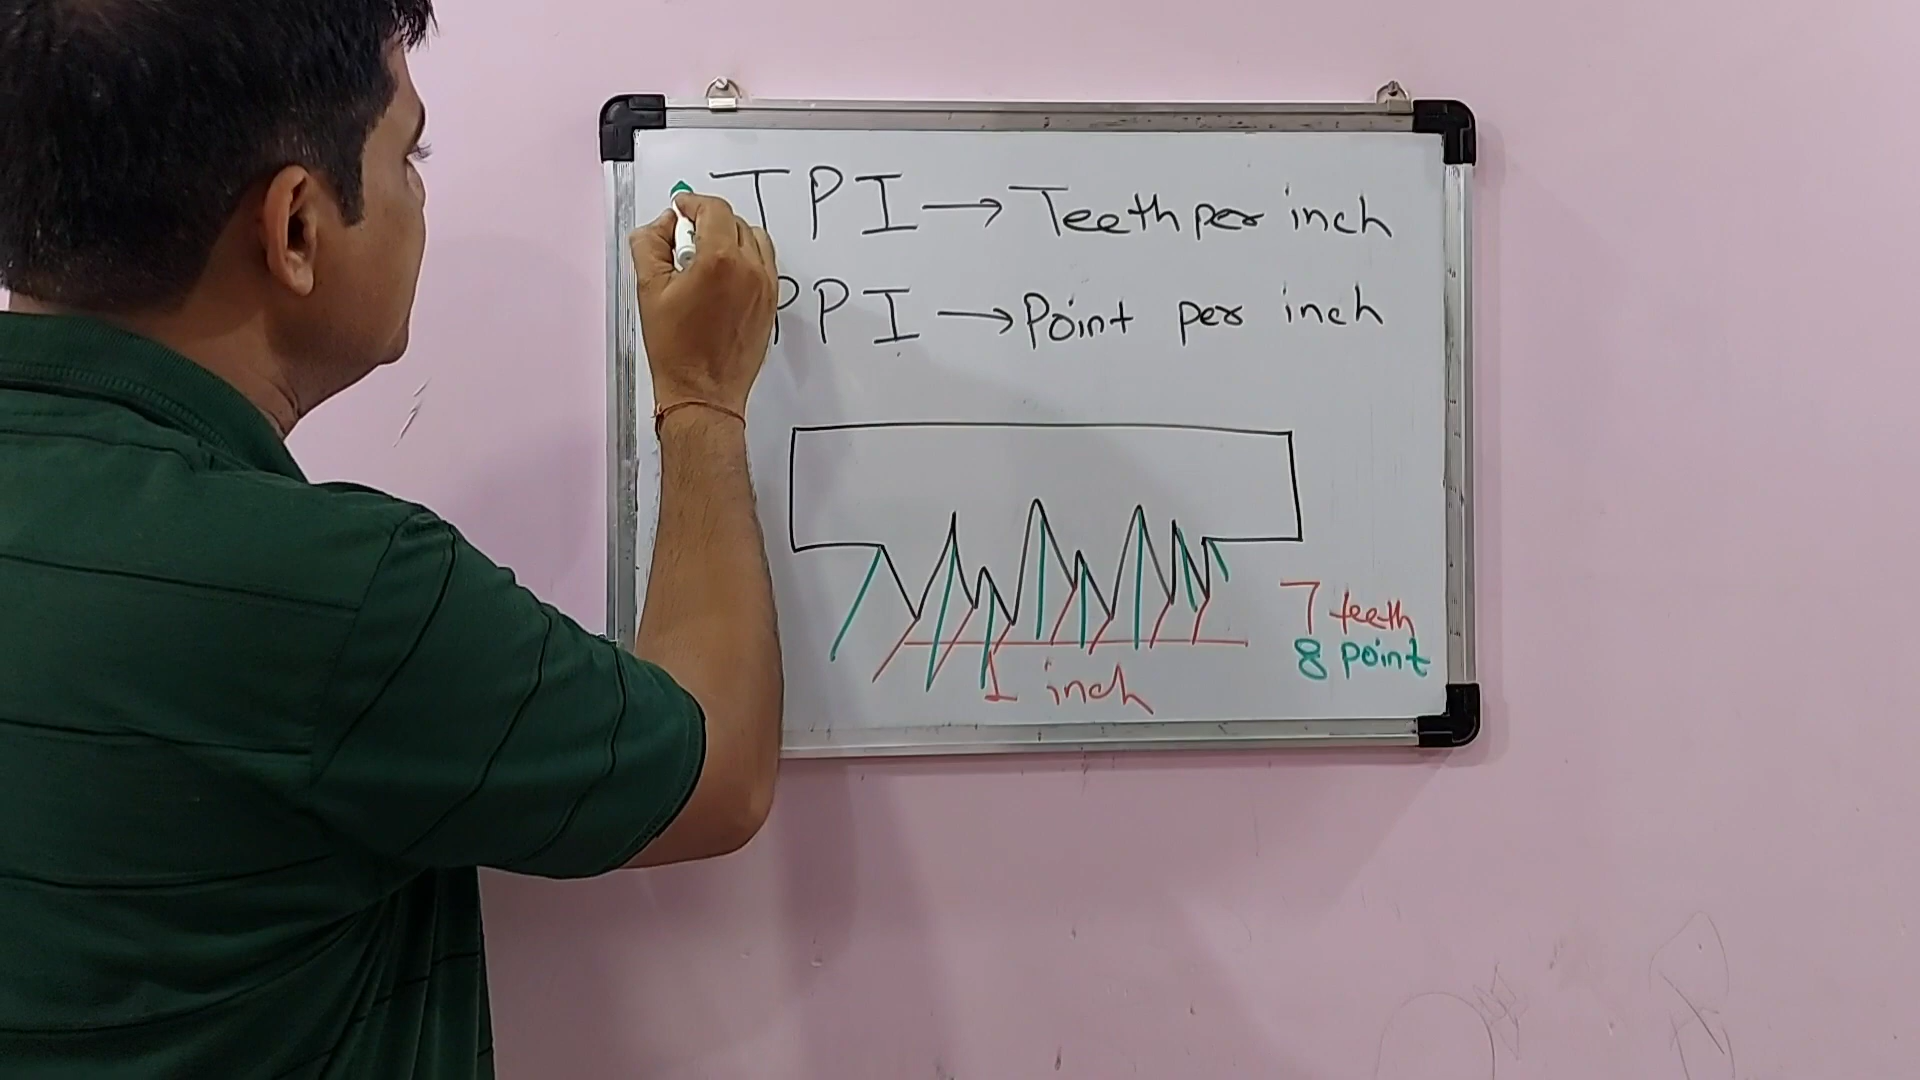 TPI → Teeth per inch
PPI → Point per inch
7 teeth
8 point
1 inch